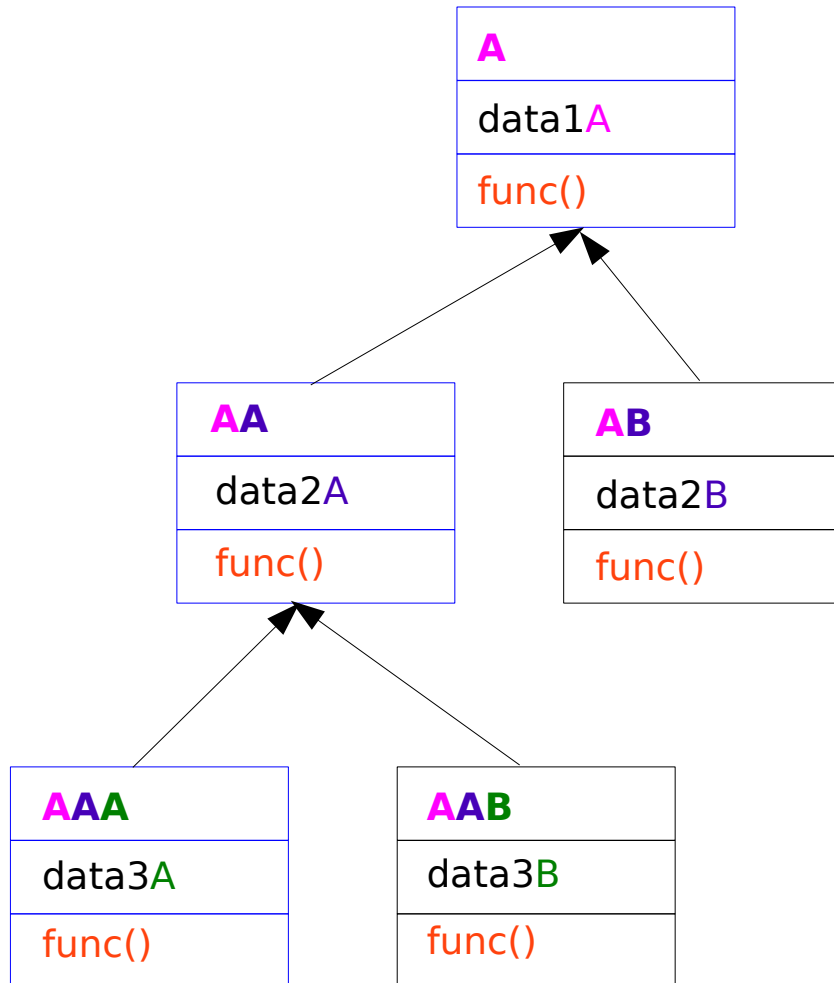 A
data1A
func()
AA
data2A
func()
AB
data2B
func()
AAA
data3A
func()
AAB
data3B
func()